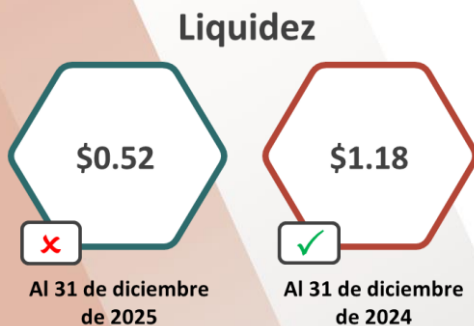 Liquidez
$0.52
$1.18
Al 31 de diciembre
de 2025
Al 31 de diciembre
de 2024